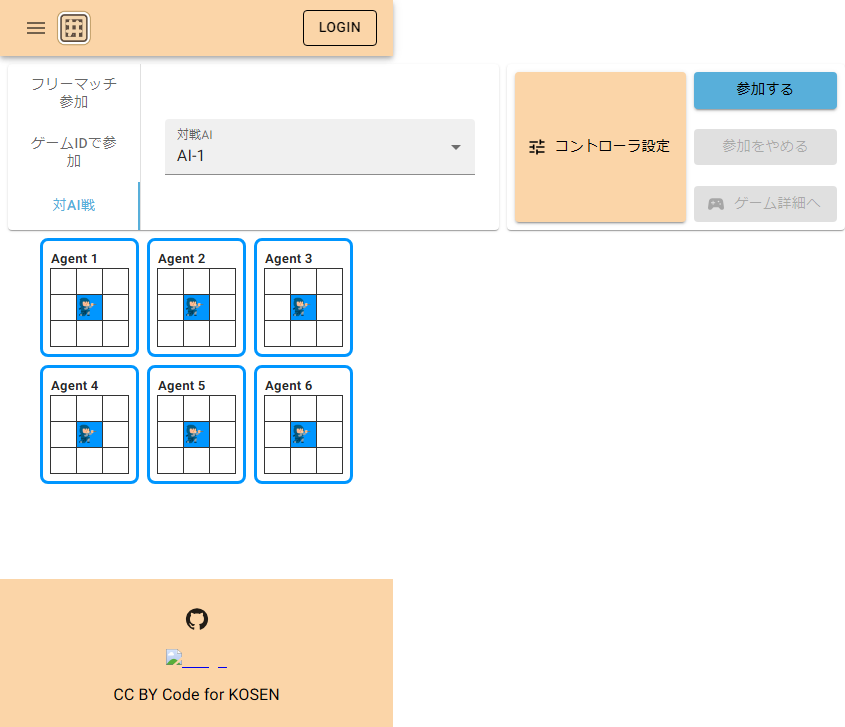 LOGIN
フリーマッチ
参加
ゲームIDで参
加
対AI戦
対戦AI
AI-1
コントローラ設定
参加する
参加をやめる
ゲーム詳細へ
Agent 1
Agent 2
Agent 3
Agent 4
Agent 5
Agent 6
CC BY Code for KOSEN